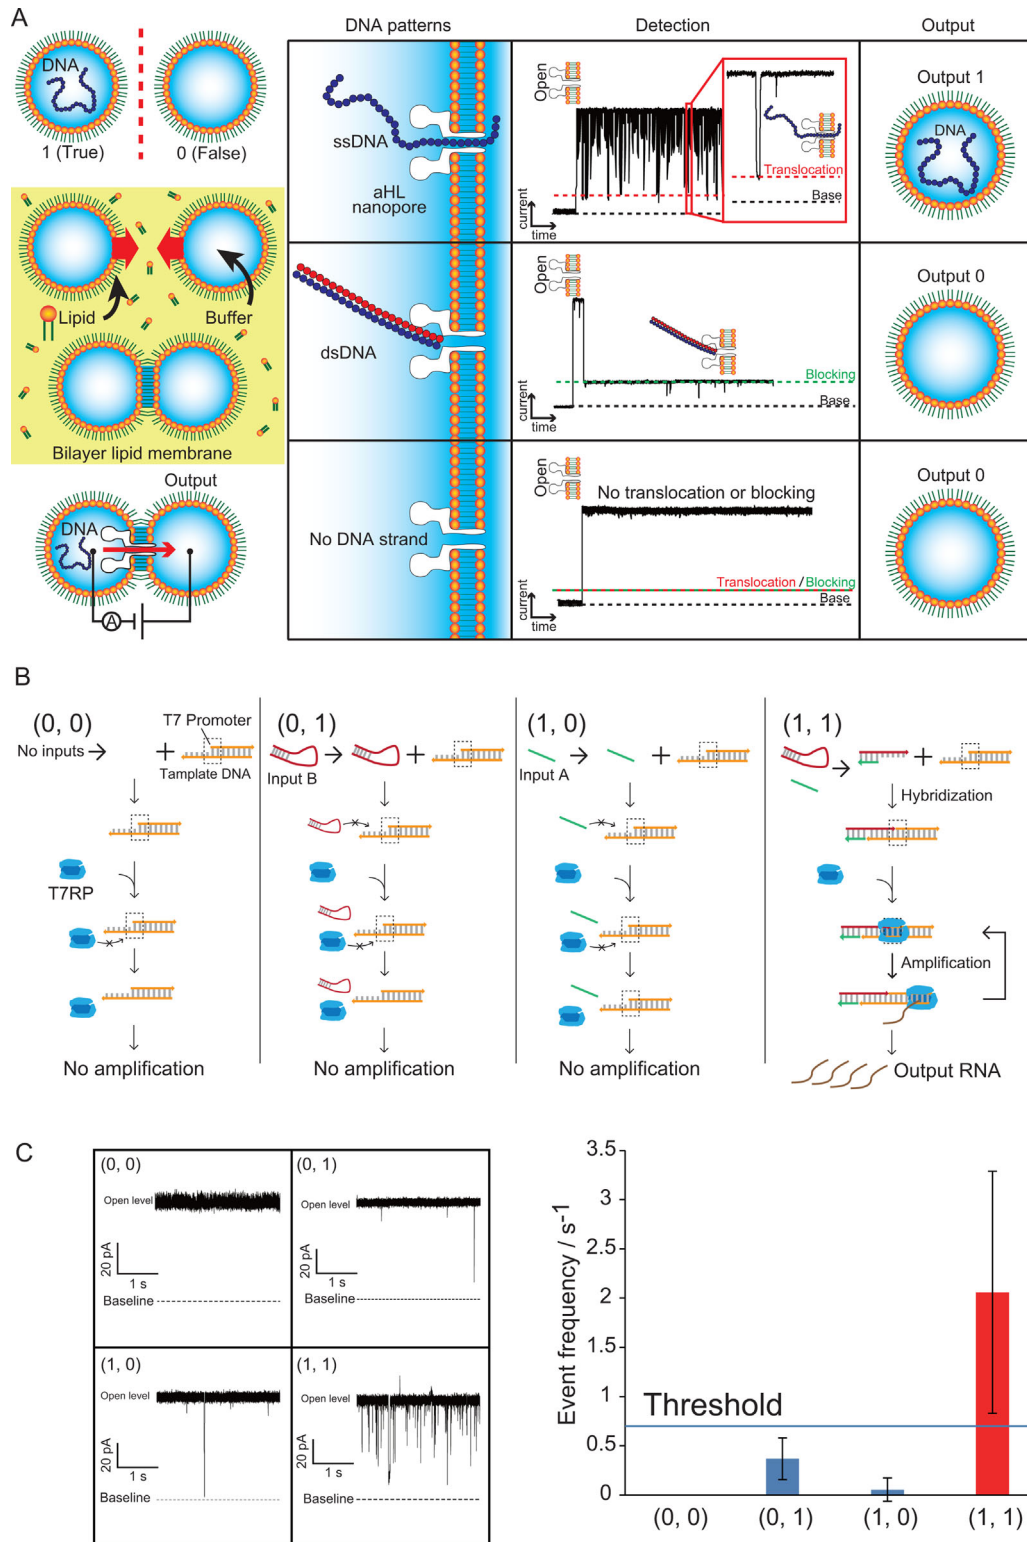 A
DNA
1 (True)
0 (False)
Lipid
Buffer
Bilayer lipid membrane
Output
DNA
A
DNA patterns
Detection
Output
ssDNA
aHL
nanopore
Open
current
time
Translocation
Base
Output 1
DNA
dsDNA
Open
current
time
Blocking
Base
Output 0
No DNA strand
Open
No translocation or blocking
current
time
Translocation / Blocking
Base
Output 0
B
(0, 0)
No inputs
T7 Promoter
+
Tamplate DNA
T7RP
No amplification
(0, 1)
Input B
+
No amplification
(1, 0)
Input A
+
No amplification
(1, 1)
+
Hybridization
Amplification
Output RNA
C
(0, 0)
Open level
20 pA
1 s
Baseline
(0, 1)
Open level
20 pA
1 s
Baseline
(1, 0)
Open level
20 pA
1 s
Baseline
(1, 1)
Open level
20 pA
1 s
Baseline
Event frequency / s⁻¹
3.5
3
2.5
2
1.5
1
0.5
0
Threshold
(0, 0)
(0, 1)
(1, 0)
(1, 1)